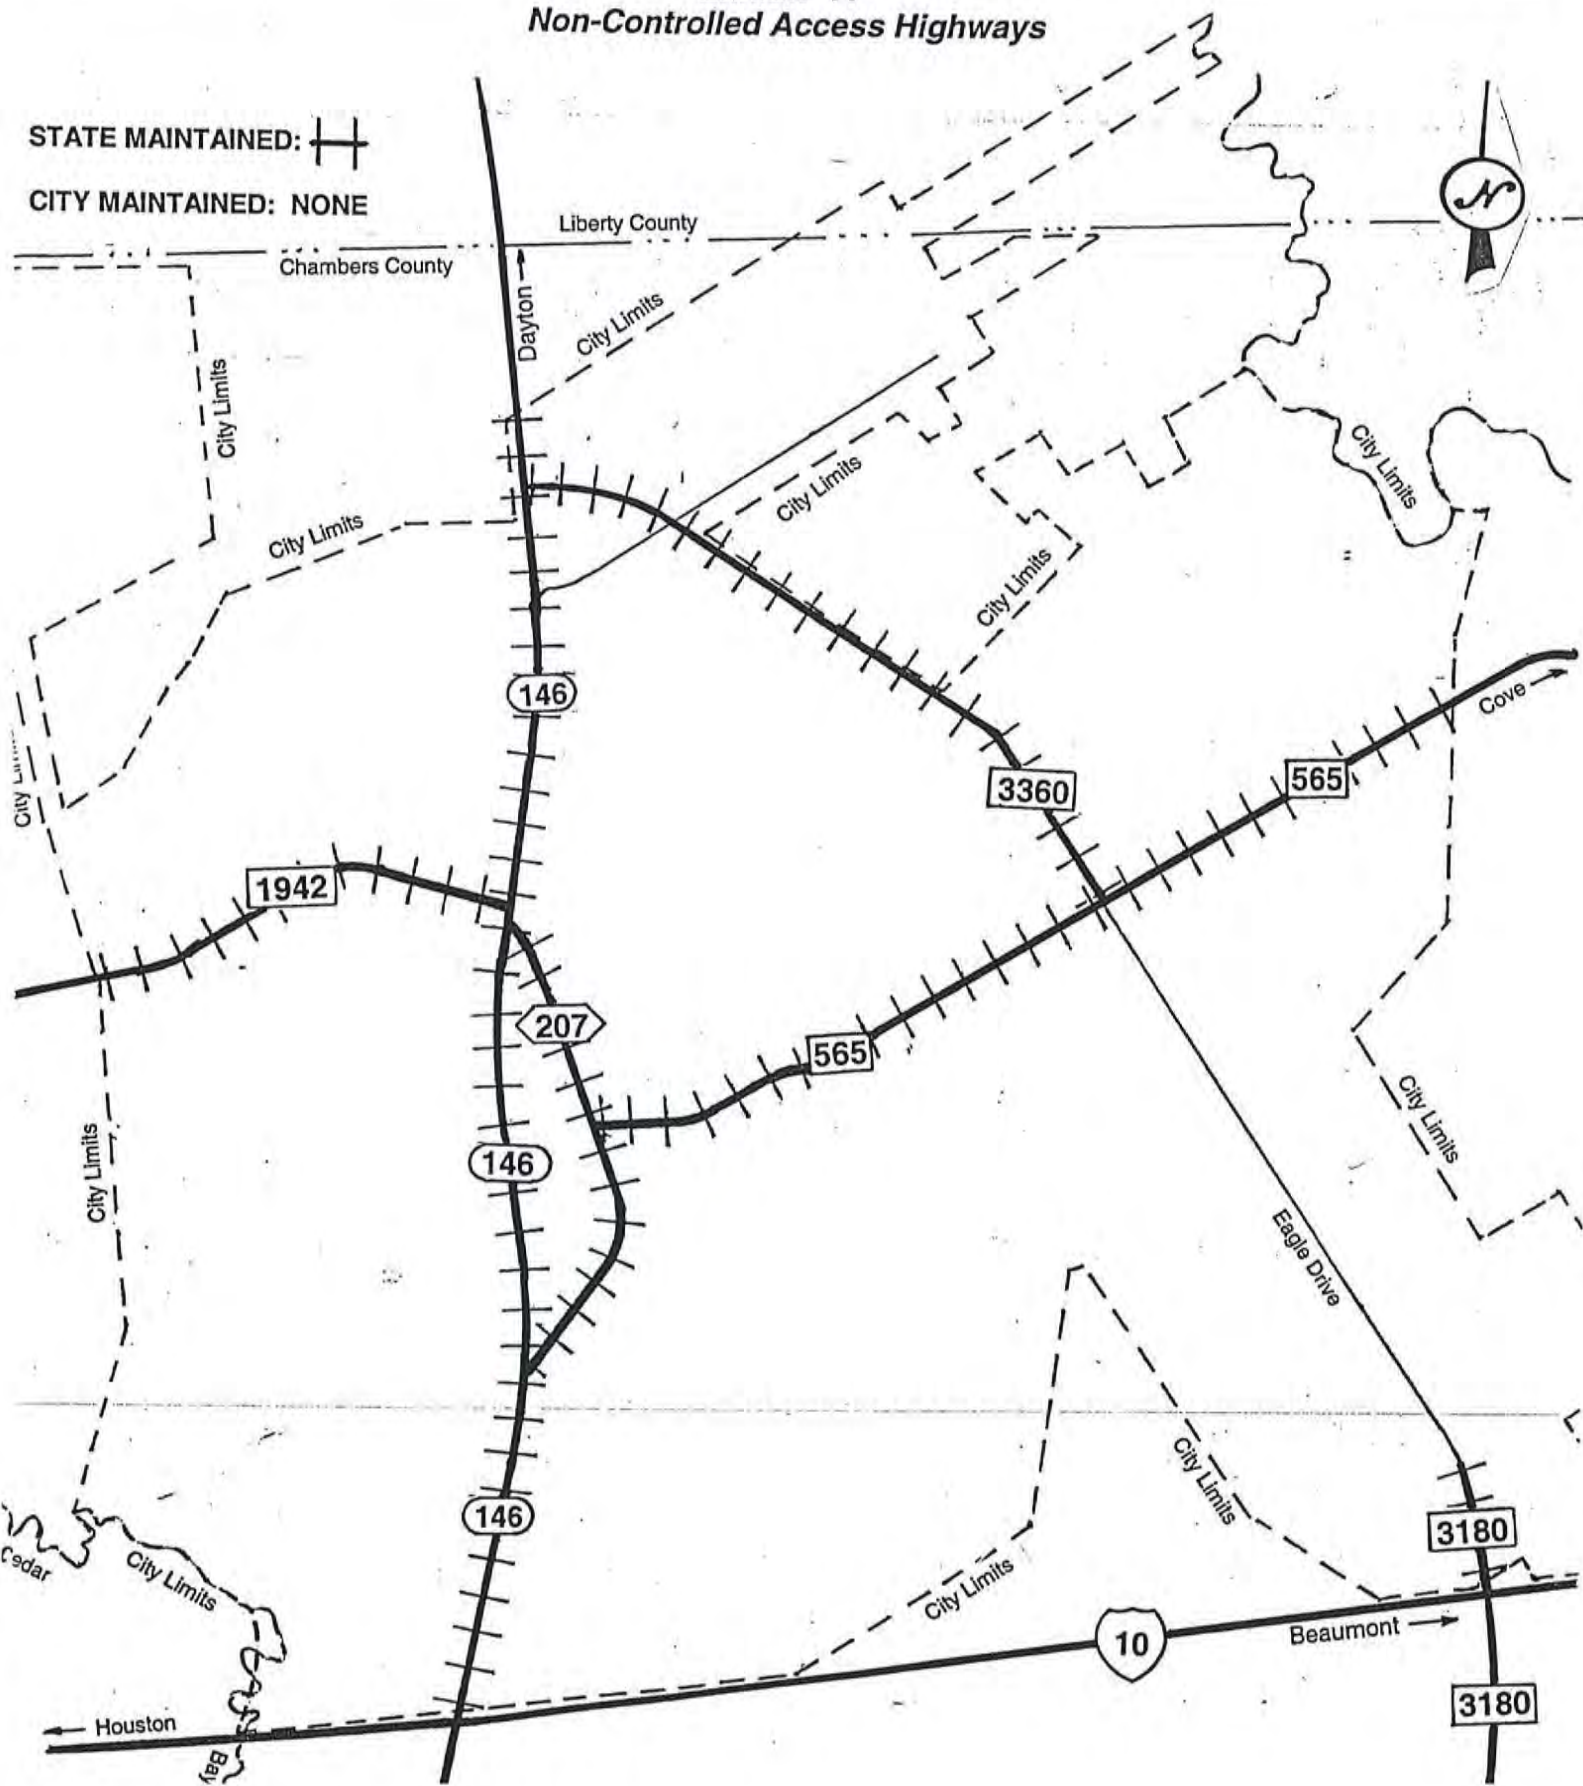 Non-Controlled Access Highways
STATE MAINTAINED:
CITY MAINTAINED: NONE
N
Liberty County
Chambers County
Dayton
City Limits
City Limits
City Limits
City Limits
City Limits
City Limits
146
Cove
City
3360
565
1942
207
565
City Limits
City Limits
146
Eagle Drive
City Limits
146
3180
Cedar
City Limits
City Limits
10
Beaumont
3180
Houston
Bay